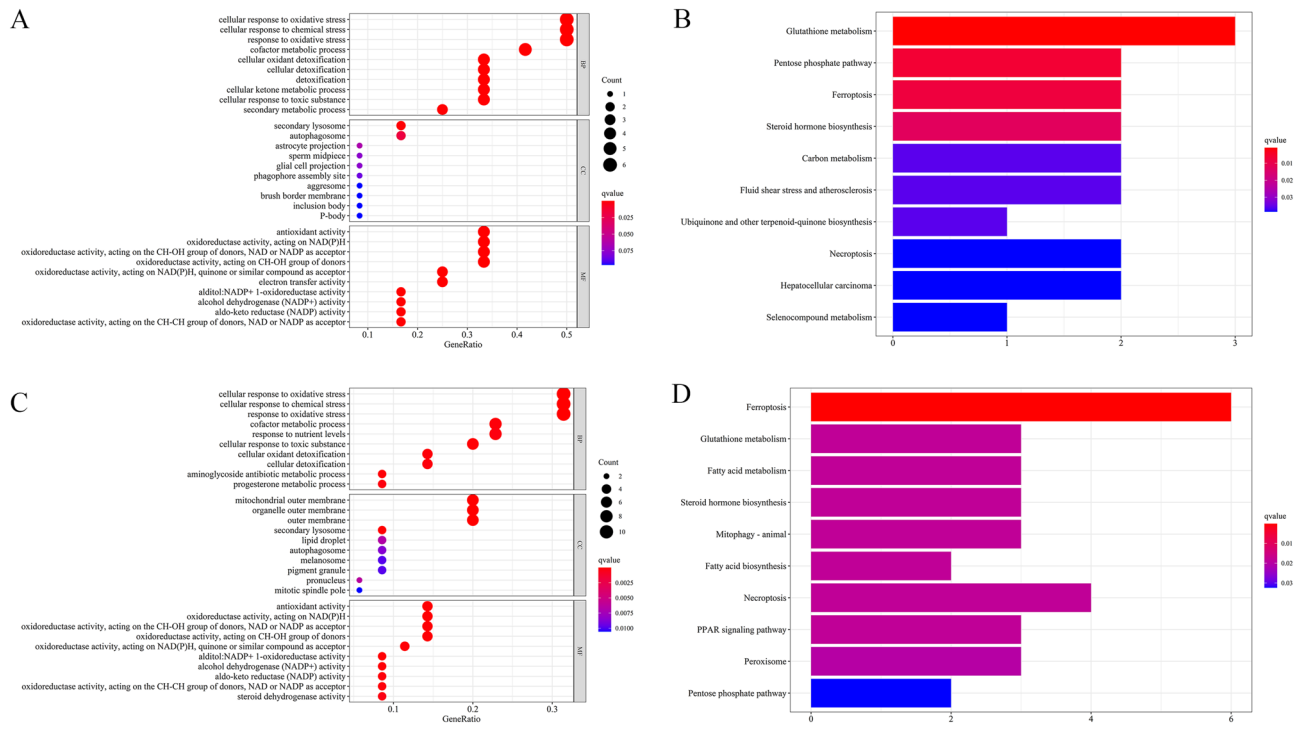 A
cellular response to oxidative stress
cellular response to chemical stress
response to oxidative stress
cofactor metabolic process
cellular oxidant detoxification
cellular detoxification
detoxification
cellular ketone metabolic process
cellular response to toxic substance
secondary metabolic process
BP
secondary lysosome
autophagosome
astrocyte projection
sperm midpiece
glial cell projection
phagophore assembly site
aggresome
brush border membrane
inclusion body
P-body
CC
antioxidant activity
oxidoreductase activity, acting on NAD(P)H
oxidoreductase activity, acting on the CH-OH group of donors, NAD or NADP as acceptor
oxidoreductase activity, acting on CH-OH group of donors
oxidoreductase activity, acting on NAD(P)H, quinone or similar compound as acceptor
electron transfer activity
alditol:NADP+ 1-oxidoreductase activity
alcohol dehydrogenase (NADP+) activity
aldo-keto reductase (NADP) activity
oxidoreductase activity, acting on the CH-CH group of donors, NAD or NADP as acceptor
MF
0.1 0.2 0.3 0.4 0.5
GeneRatio
Count
1
2
3
4
5
6
qvalue
0.025
0.050
0.075
B
Glutathione metabolism
Pentose phosphate pathway
Ferroptosis
Steroid hormone biosynthesis
Carbon metabolism
Fluid shear stress and atherosclerosis
Ubiquinone and other terpenoid-quinone biosynthesis
Necroptosis
Hepatocellular carcinoma
Selenocompound metabolism
0 1 2 3
qvalue
0.01
0.02
0.03
C
cellular response to oxidative stress
cellular response to chemical stress
response to oxidative stress
cofactor metabolic process
response to nutrient levels
cellular response to toxic substance
cellular oxidant detoxification
cellular detoxification
aminoglycoside antibiotic metabolic process
progesterone metabolic process
BP
mitochondrial outer membrane
organelle outer membrane
outer membrane
secondary lysosome
lipid droplet
autophagosome
melanosome
pigment granule
pronucleus
mitotic spindle pole
CC
antioxidant activity
oxidoreductase activity, acting on NAD(P)H
oxidoreductase activity, acting on the CH-OH group of donors, NAD or NADP as acceptor
oxidoreductase activity, acting on CH-OH group of donors
oxidoreductase activity, acting on NAD(P)H, quinone or similar compound as acceptor
alditol:NADP+ 1-oxidoreductase activity
alcohol dehydrogenase (NADP+) activity
aldo-keto reductase (NADP) activity
oxidoreductase activity, acting on the CH-CH group of donors, NAD or NADP as acceptor
steroid dehydrogenase activity
MF
0.1 0.2 0.3
GeneRatio
Count
2
4
6
8
10
qvalue
0.0025
0.0050
0.0075
0.0100
D
Ferroptosis
Glutathione metabolism
Fatty acid metabolism
Steroid hormone biosynthesis
Mitophagy - animal
Fatty acid biosynthesis
Necroptosis
PPAR signaling pathway
Peroxisome
Pentose phosphate pathway
0 2 4 6
qvalue
0.01
0.02
0.03